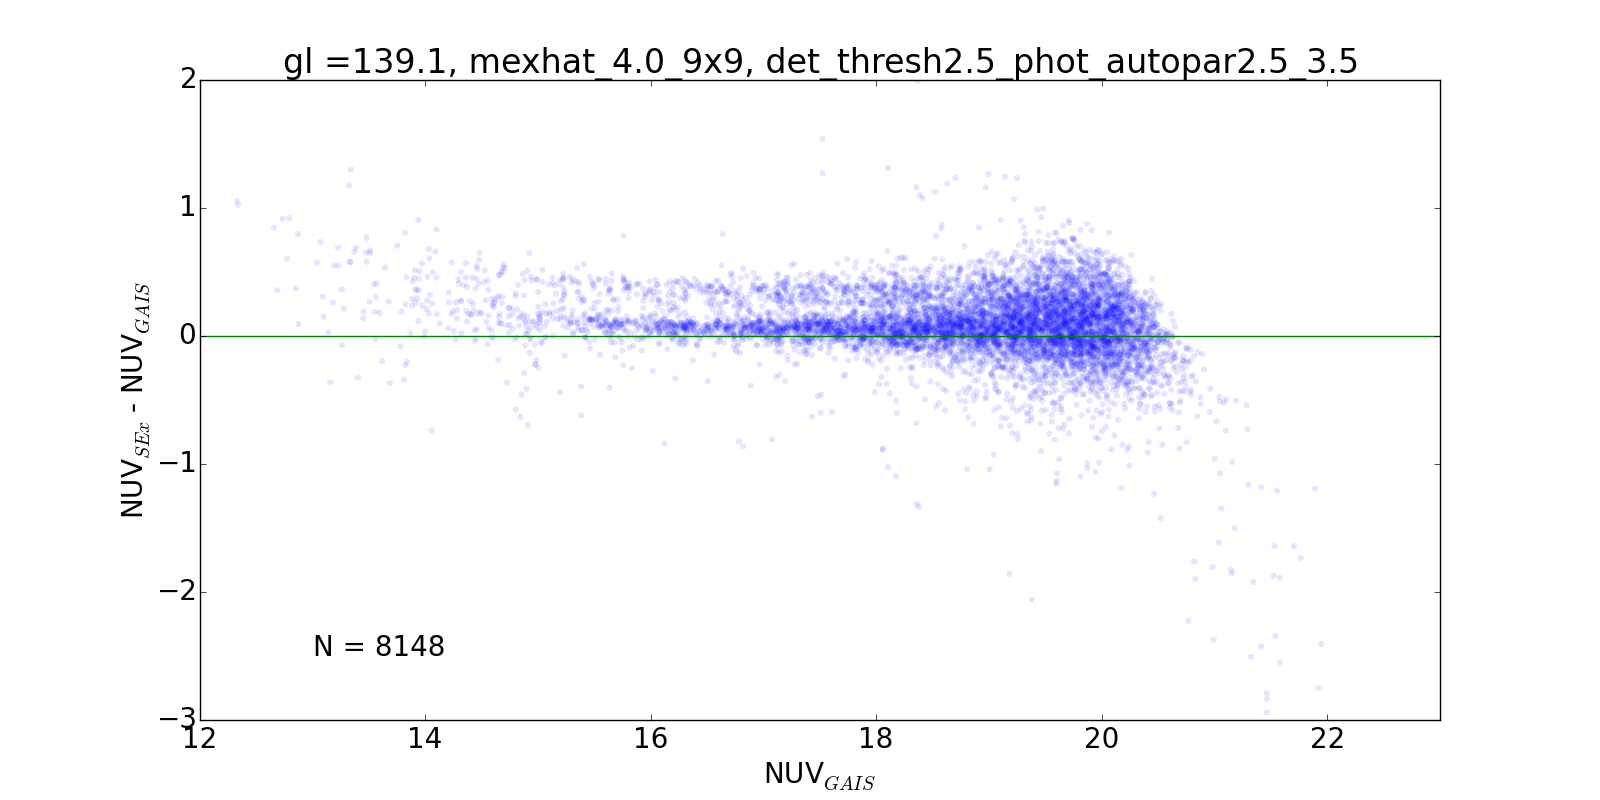 gl =139.1, mexhat_4.0_9x9, det_thresh2.5_phot_autopar2.5_3.5
2
1
0
−1
−2
−3
NUV_SEx - NUV_GAIS
N = 8148
12 14 16 18 20 22
NUV_GAIS